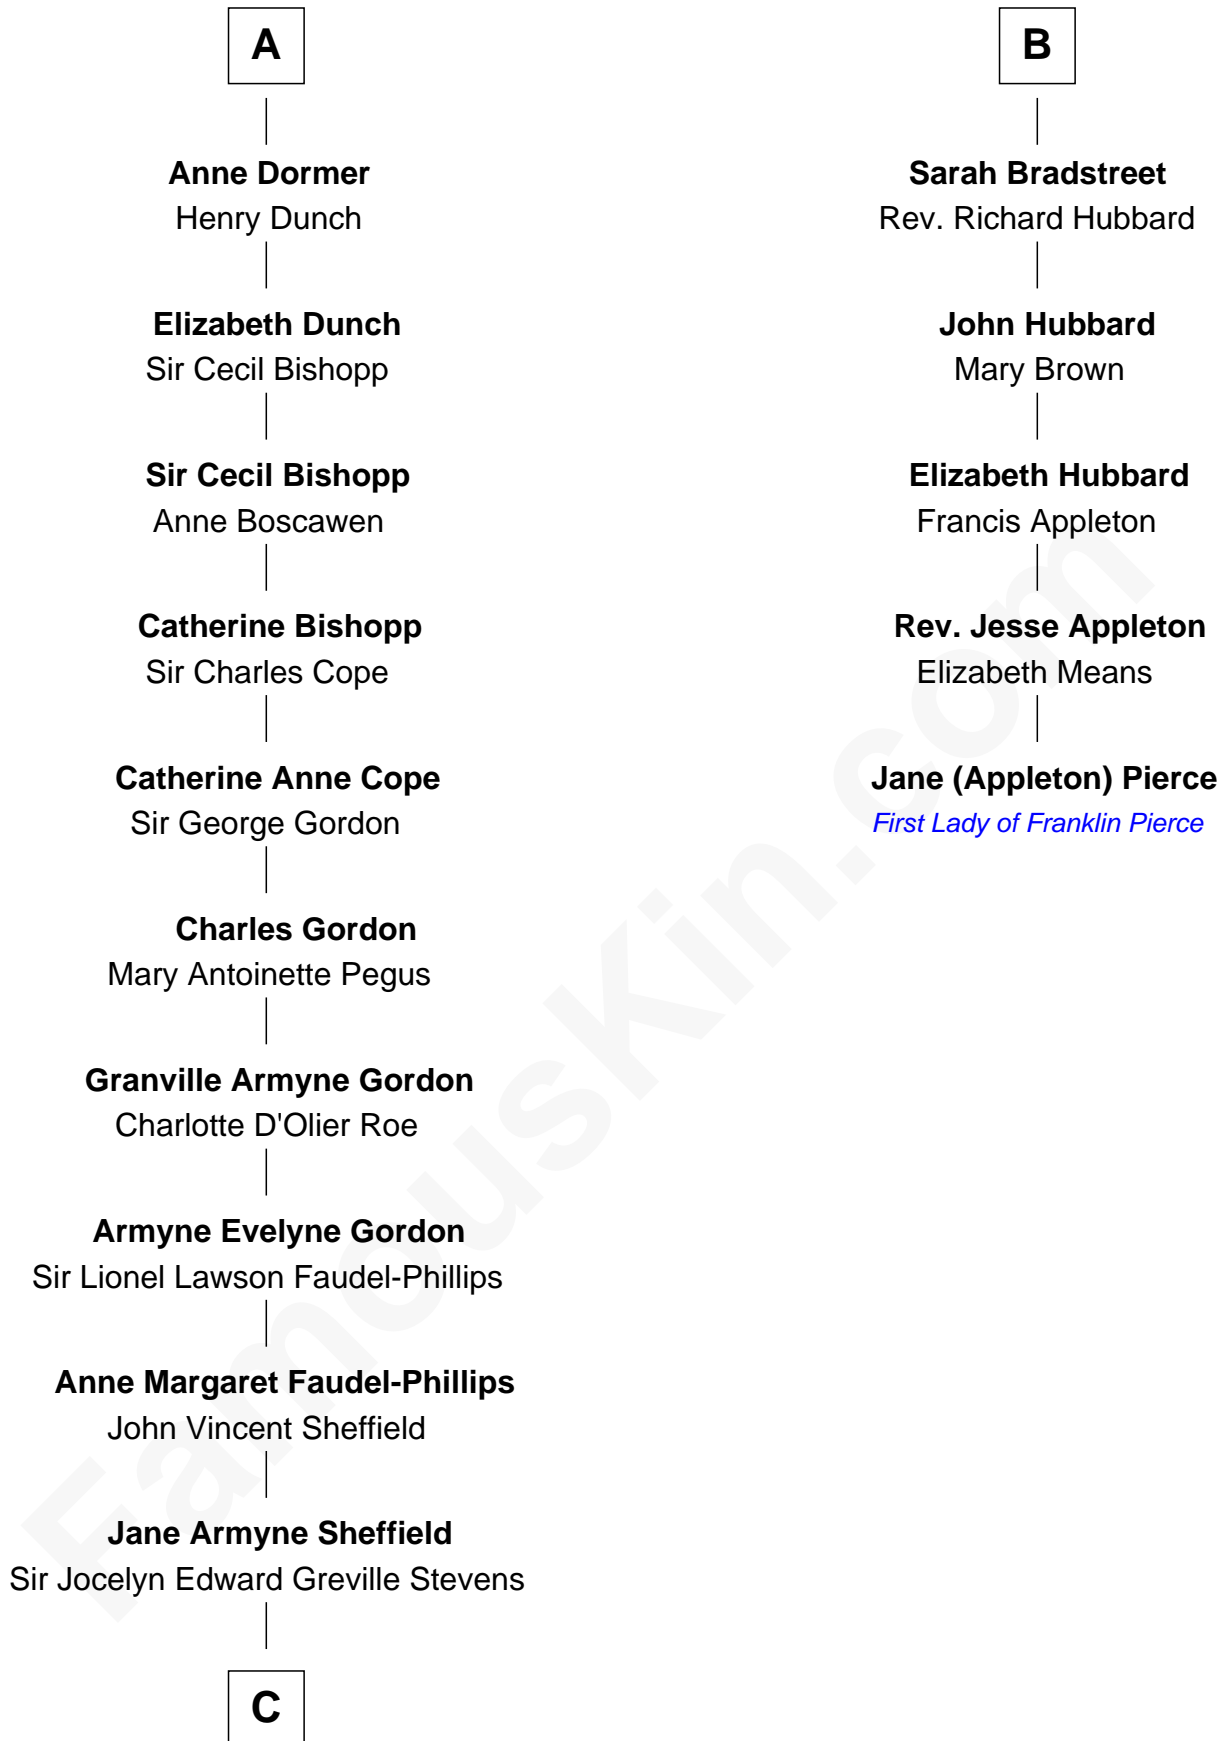 A
Anne Dormer
Henry Dunch
Elizabeth Dunch
Sir Cecil Bishopp
Sir Cecil Bishopp
Anne Boscawen
Catherine Bishopp
Sir Charles Cope
Catherine Anne Cope
Sir George Gordon
Charles Gordon
Mary Antoinette Pegus
Granville Armyne Gordon
Charlotte D'Olier Roe
Armyne Evelyne Gordon
Sir Lionel Lawson Faudel-Phillips
Anne Margaret Faudel-Phillips
John Vincent Sheffield
Jane Armyne Sheffield
Sir Jocelyn Edward Greville Stevens
C
B
Sarah Bradstreet
Rev. Richard Hubbard
John Hubbard
Mary Brown
Elizabeth Hubbard
Francis Appleton
Rev. Jesse Appleton
Elizabeth Means
Jane (Appleton) Pierce
First Lady of Franklin Pierce
FamousKin.com